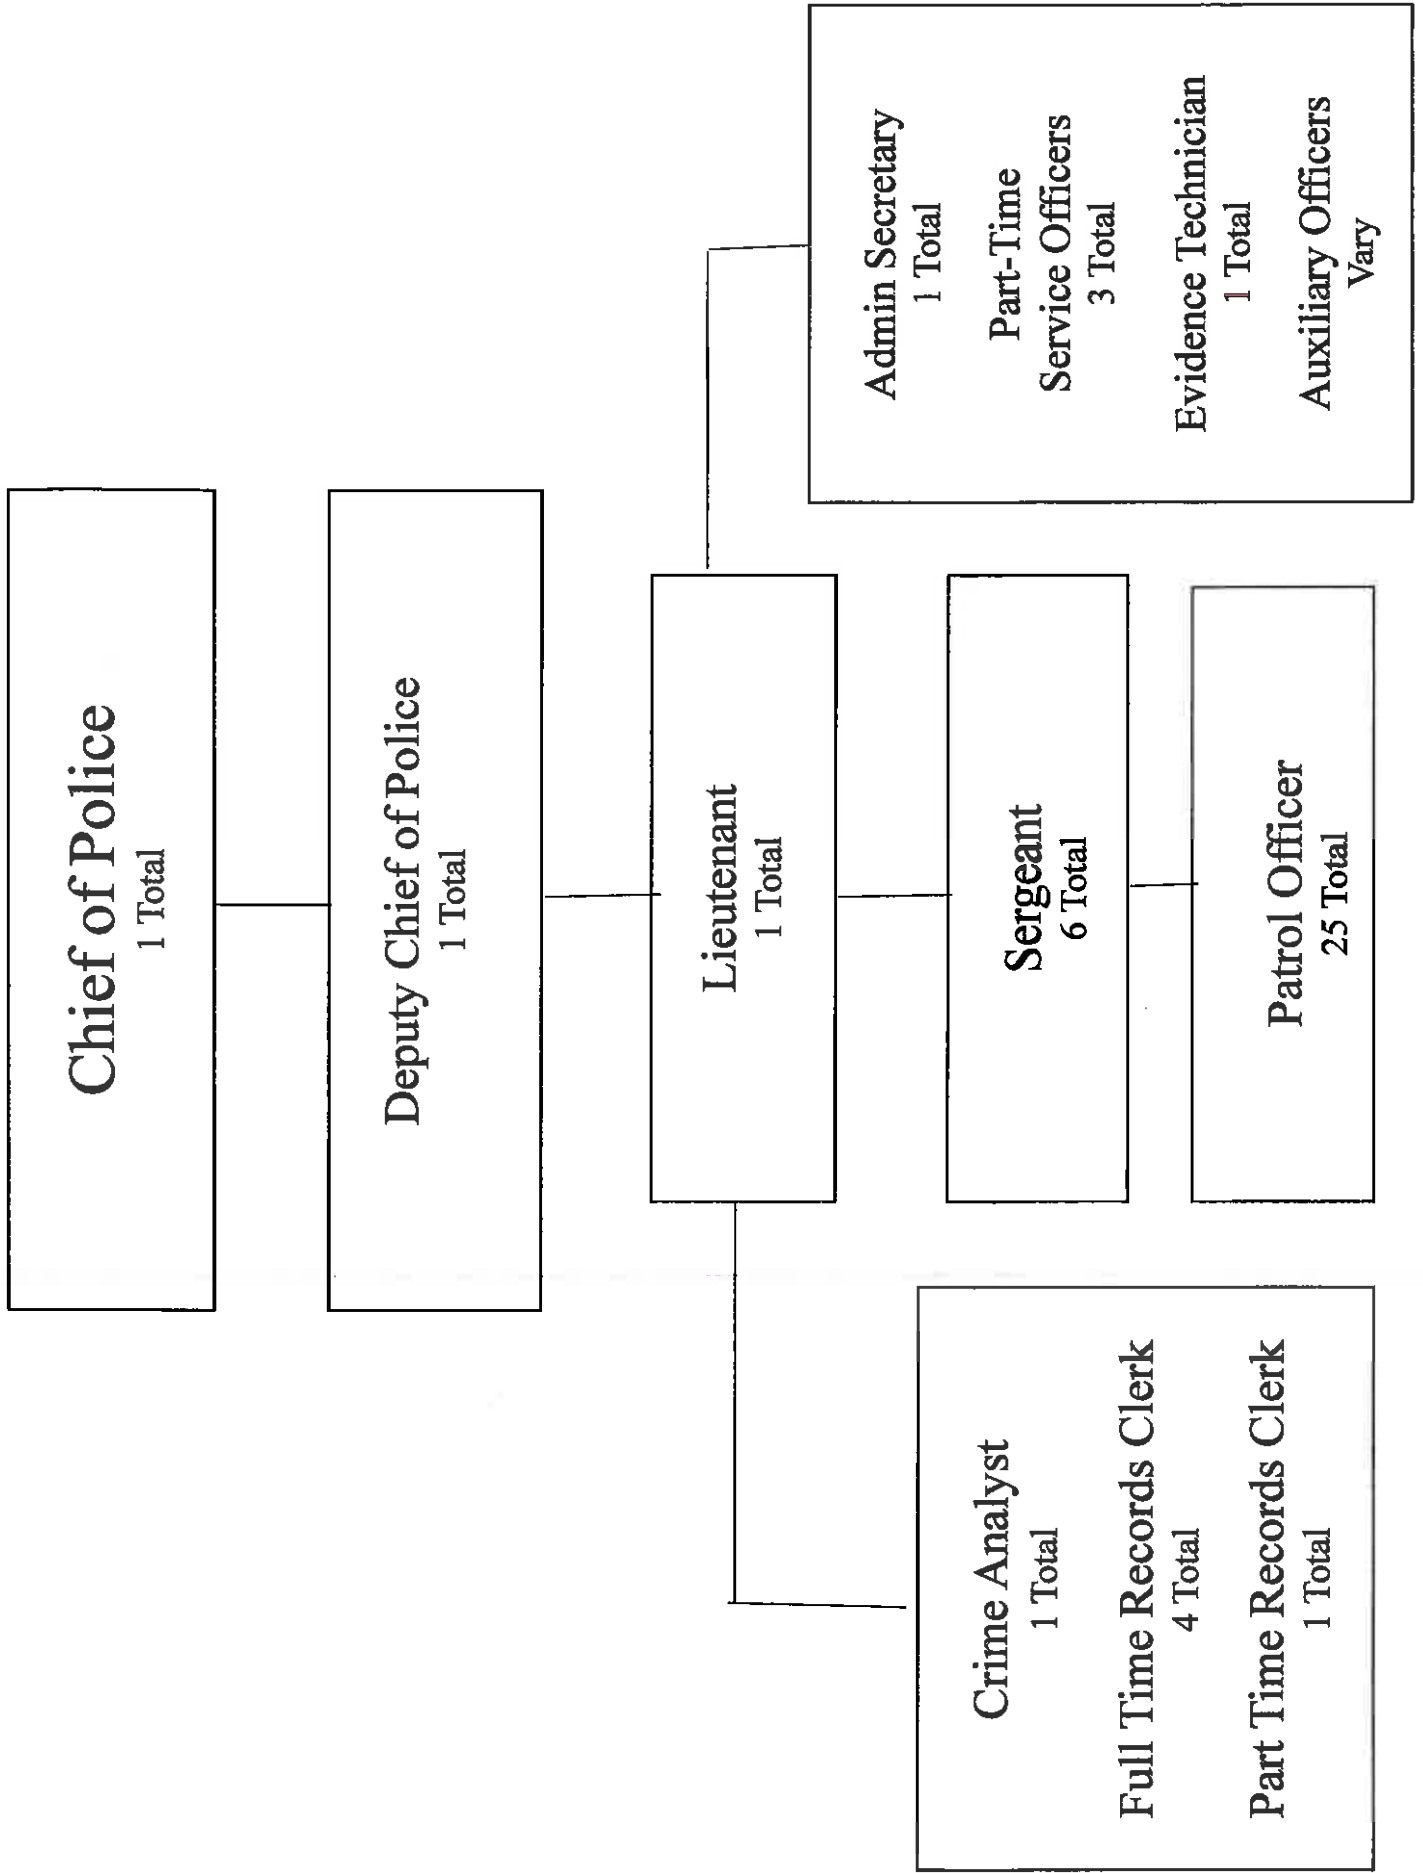 Chief of Police
1 Total
Deputy Chief of Police
1 Total
Lieutenant
1 Total
Sergeant
6 Total
Patrol Officer
25 Total
Crime Analyst
1 Total
Full Time Records Clerk
4 Total
Part Time Records Clerk
1 Total
Admin Secretary
1 Total
Part-Time
Service Officers
3 Total
Evidence Technician
1 Total
Auxiliary Officers
Vary